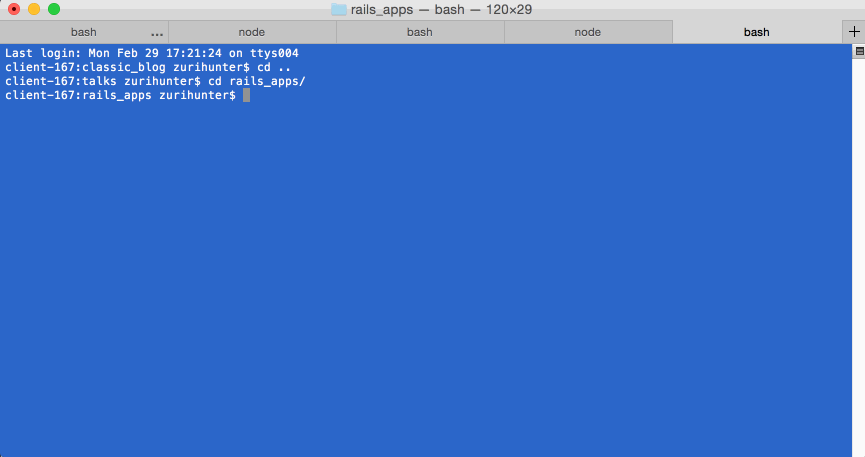 rails_apps — bash — 120×29
bash ... node bash node bash +
Last login: Mon Feb 29 17:21:24 on ttys004
client-167:classic_blog zurihunter$ cd ..
client-167:talks zurihunter$ cd rails_apps/
client-167:rails_apps zurihunter$